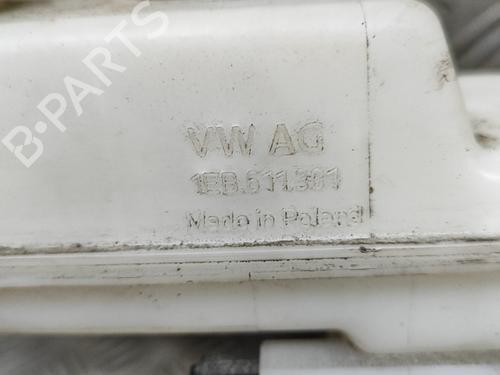 B-PARTS
VW AG
1EB.611.301
Made in Poland